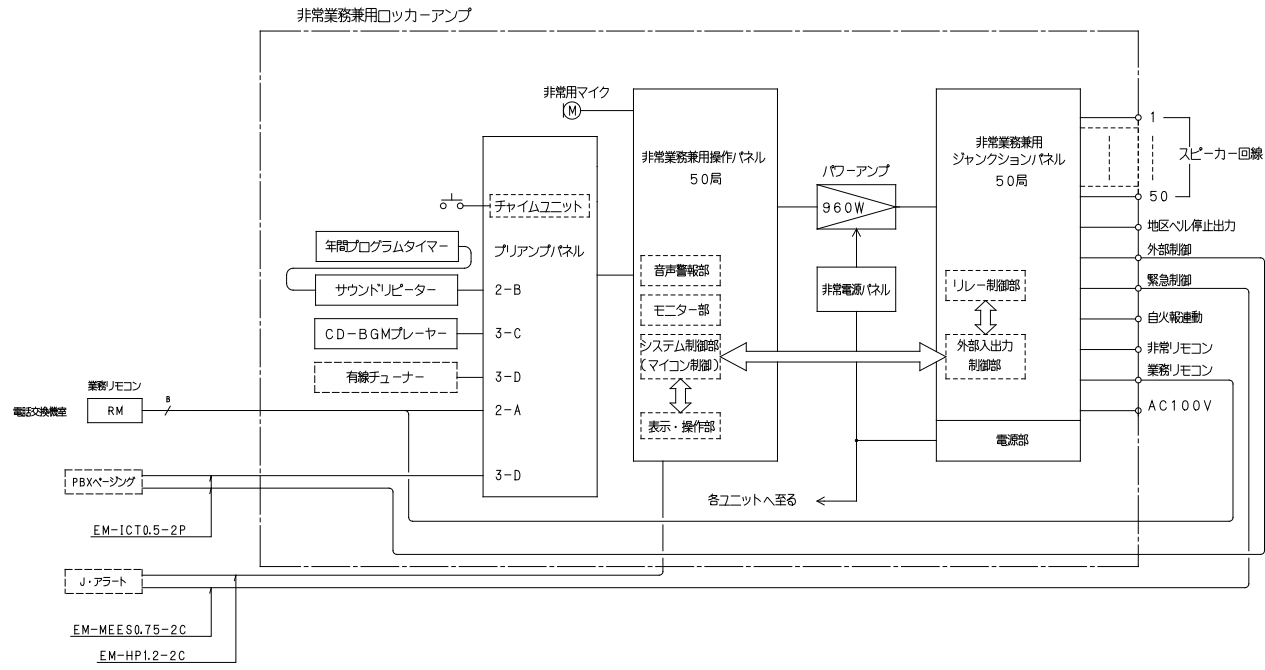 非常業務兼用ロッカーアンプ
非常用マイク
M
非常業務兼用操作パネル
50局
音声警報部
モニター部
システム制御部
(マイコン制御)
表示・操作部
チャイムユニット
プリアンプパネル
2-B
3-C
3-D
2-A
3-D
年間プログラムタイマー
サウンドリピーター
CD-BGMプレーヤー
有線チューナー
業務リモコン
電話交換機室
RM
8
PBXページング
EM-ICT0.5-2P
J・アラート
EM-MEES0.75-2C
EM-HP1.2-2C
パワーアンプ
960W
非常電源パネル
各ユニットへ至る
非常業務兼用
ジャンクションパネル
50局
リレー制御部
外部入出力
制御部
電源部
1
スピーカー回線
50
地区ベル停止出力
外部制御
緊急制御
自火報連動
非常リモコン
業務リモコン
AC100V